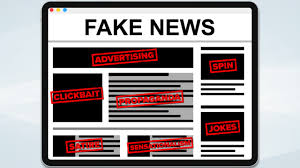 FAKE NEWS
ADVERTISING
SPIN
CLICKBAIT
PROPAGANDA
JOKES